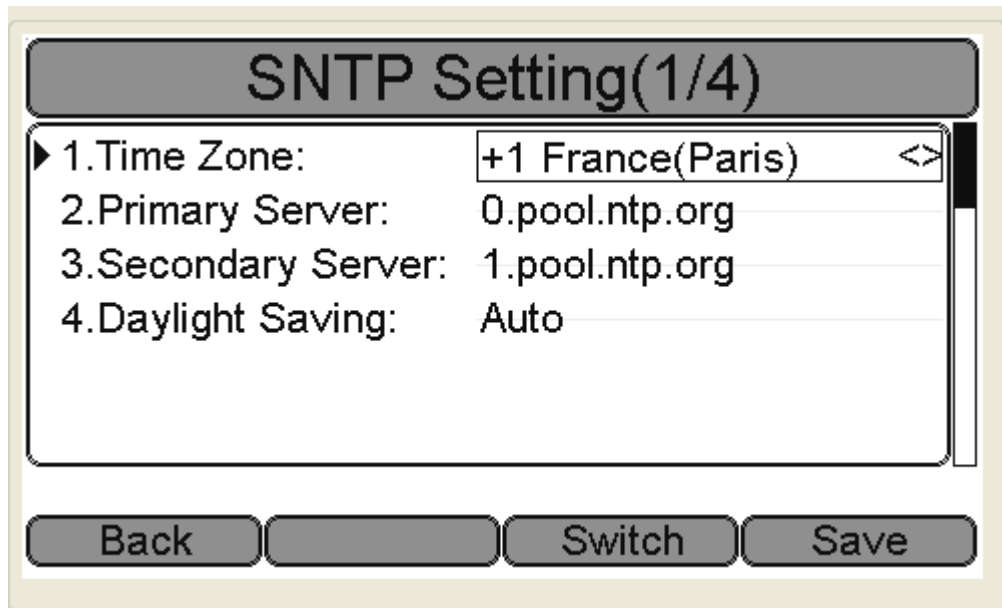 SNTP Setting(1/4)
1.Time Zone: +1 France(Paris) <>
2.Primary Server: 0.pool.ntp.org
3.Secondary Server: 1.pool.ntp.org
4.Daylight Saving: Auto
Back Switch Save